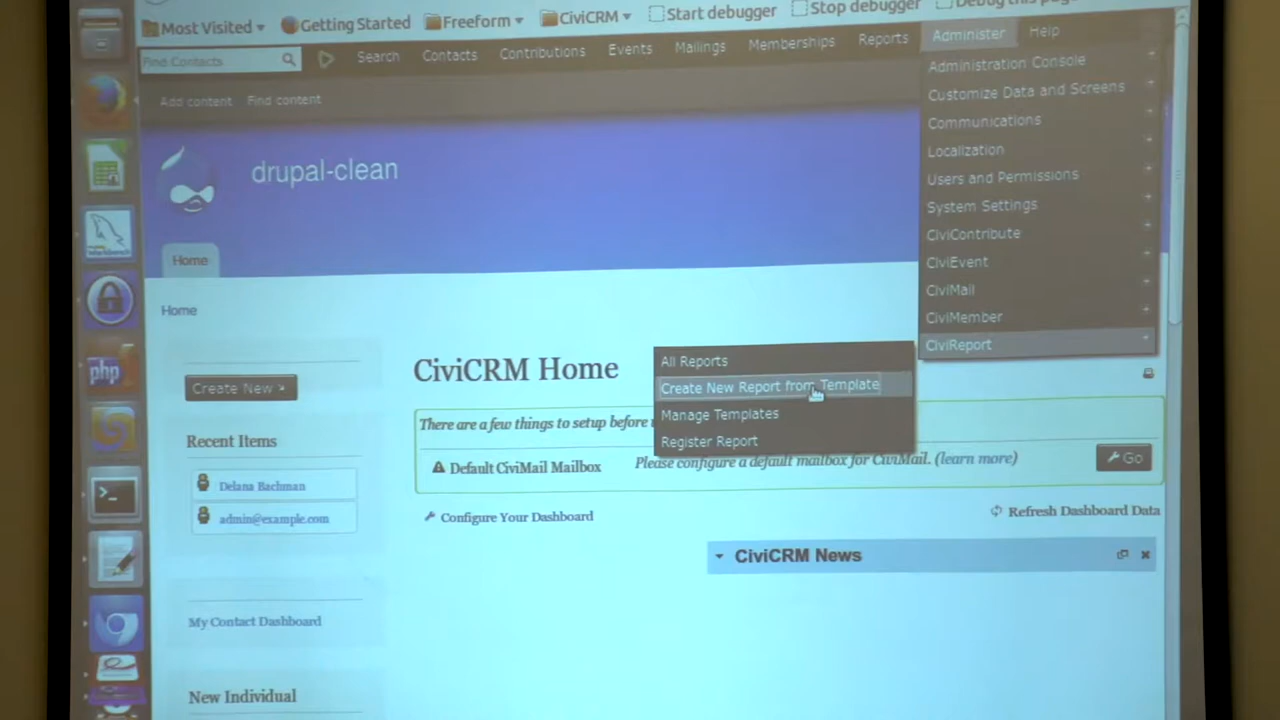 Most Visited Getting Started Freeform CiviCRM Start debugger Stop debugger Debug this page
Find Contacts Search Contacts Contributions Events Mailings Memberships Reports Administer Help
Add content Find content
drupal-clean
Home
Home
Administration Console
Customize Data and Screens
Communications
Localization
Users and Permissions
System Settings
CiviContribute
CiviEvent
CiviMail
CiviMember
CiviReport
All Reports
Create New Report from Template
Manage Templates
Register Report
Create New
Recent Items
Delana Bachman
admin@example.com
My Contact Dashboard
New Individual
CiviCRM Home
There are a few things to setup before
Default CiviMail Mailbox Please configure a default mailbox for CiviMail. (learn more) Go
Configure Your Dashboard Refresh Dashboard Data
CiviCRM News
php